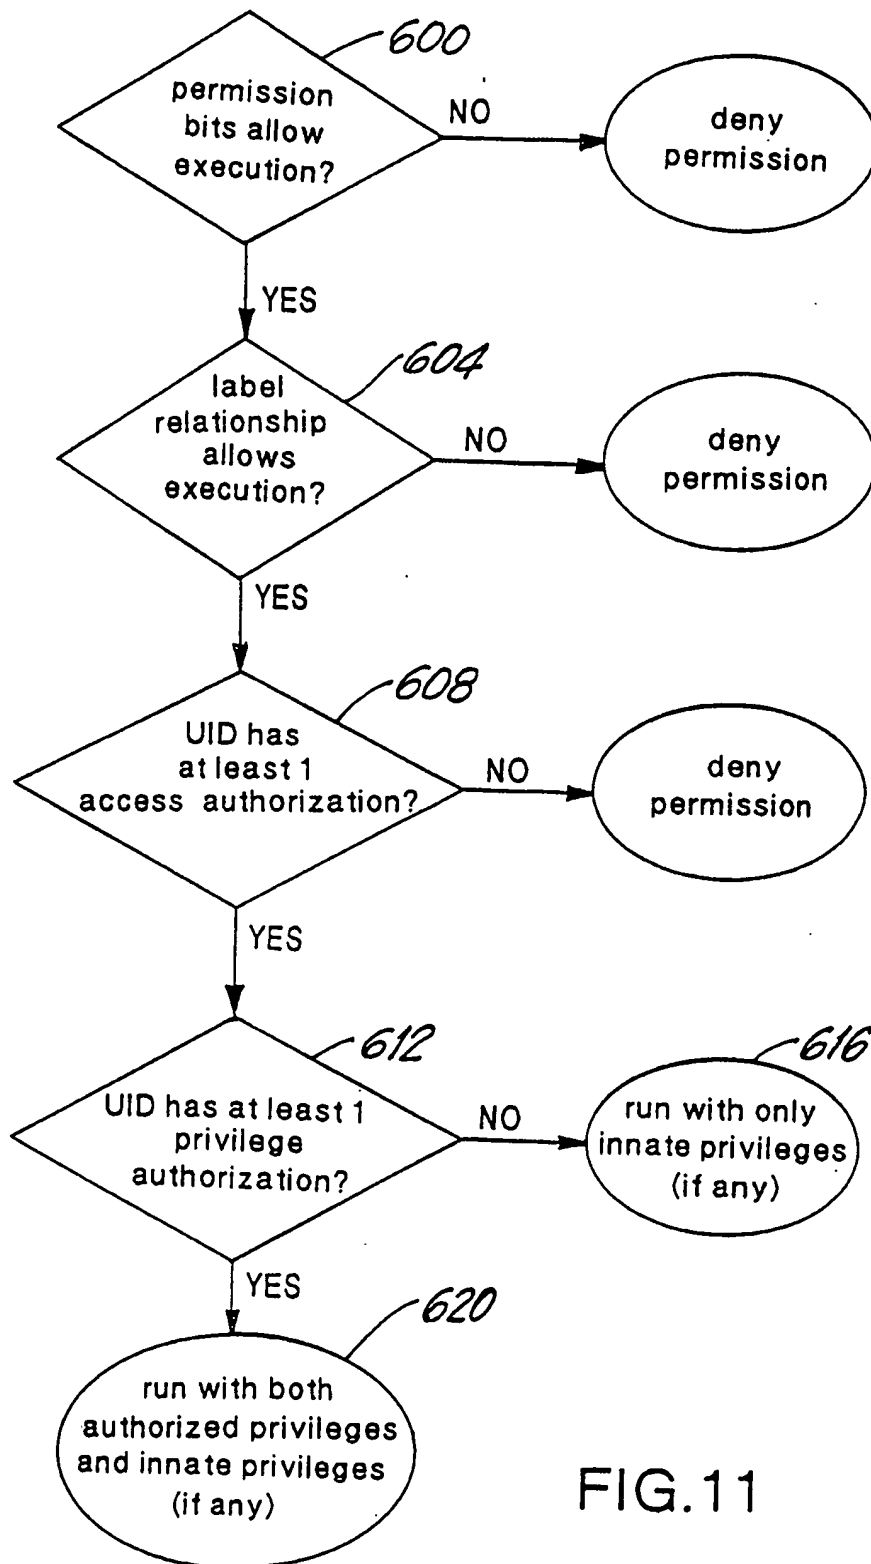 600
permission
bits allow
execution?
NO
deny
permission
YES
604
label
relationship
allows
execution?
NO
deny
permission
YES
608
UID has
at least 1
access authorization?
NO
deny
permission
YES
612
UID has at least 1
privilege
authorization?
NO
616
run with only
innate privileges
(if any)
YES
620
run with both
authorized privileges
and innate privileges
(if any)
FIG.11